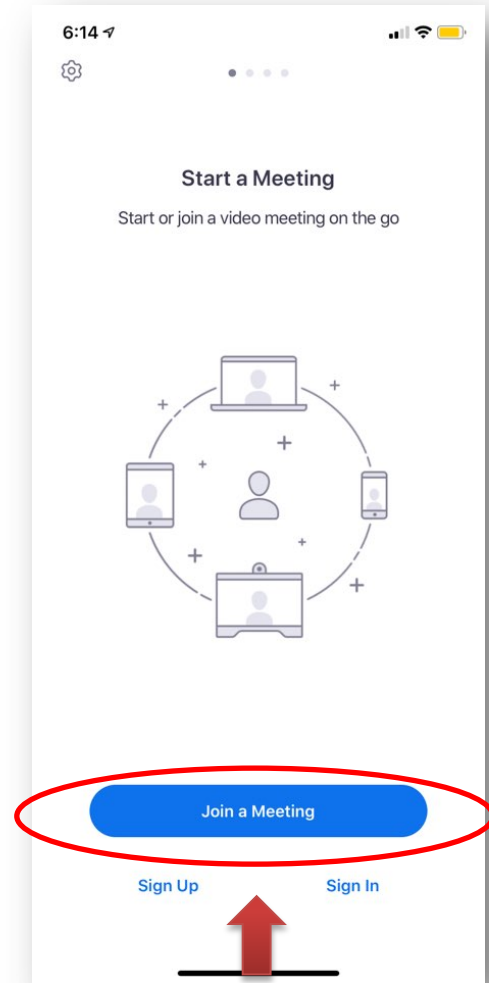 6:14
Start a Meeting
Start or join a video meeting on the go
Join a Meeting
Sign Up
Sign In